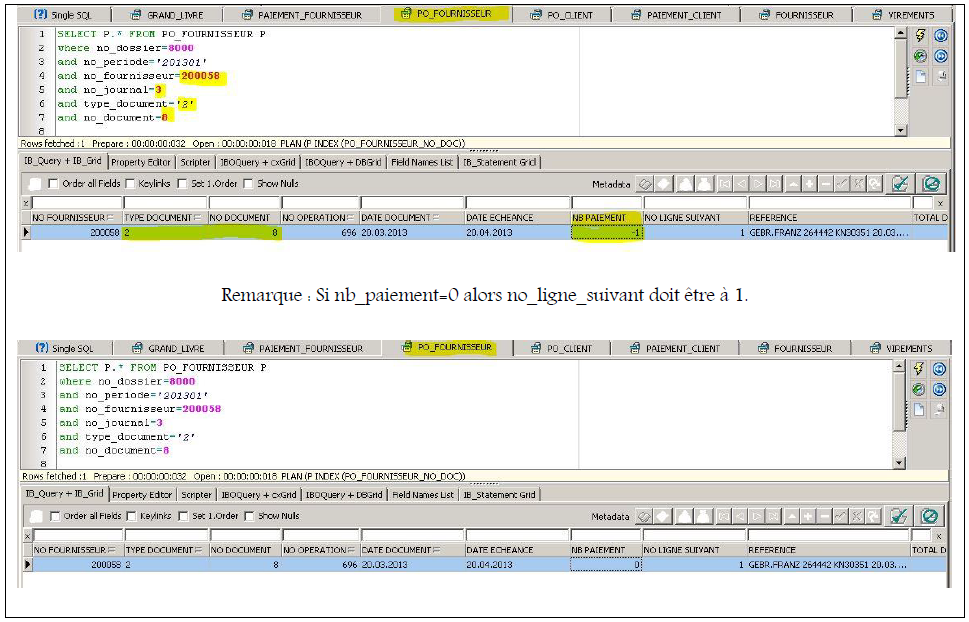 (?) Single SQL GRAND_LIVRE PAIEMENT_FOURNISSEUR PO_FOURNISSEUR PO_CLIENT PAIEMENT_CLIENT FOURNISSEUR VIREMENTS
1 SELECT P.* FROM PO_FOURNISSEUR P
2 where no_dossier=8000
3 and no_periode='201301'
4 and no_fournisseur=200058
5 and no_journal=3
6 and type_document='2'
7 and no_document=8
8
Rows fetched :1 Prepare : 00:00:00:032 Open : 00:00:00:018 PLAN (P INDEX (PO_FOURNISSEUR_NO_DOC))
IB_Query + IB_Grid Property Editor Scripter IBOQuery + cxGrid IBOQuery + DBGrid Field Names List IB_Statement Grid
Order all Fields Keylinks Set 1.Order Show Nulls Metadata
x x
NO FOURNISSEUR TYPE DOCUMENT NO DOCUMENT NO OPERATION DATE DOCUMENT DATE ECHEANCE NB PAIEMENT NO LIGNE SUIVANT REFERENCE TOTAL D
200058 2 8 696 20.03.2013 20.04.2013 -1 1 GEBR.FRANZ 264442 KN30351 20.03....
Remarque : Si nb_paiement=0 alors no_ligne_suivant doit être à 1.
(?) Single SQL GRAND_LIVRE PAIEMENT_FOURNISSEUR PO_FOURNISSEUR PO_CLIENT PAIEMENT_CLIENT FOURNISSEUR VIREMENTS
1 SELECT P.* FROM PO_FOURNISSEUR P
2 where no_dossier=8000
3 and no_periode='201301'
4 and no_fournisseur=200058
5 and no_journal=3
6 and type_document='2'
7 and no_document=8
8
Rows fetched :1 Prepare : 00:00:00:032 Open : 00:00:00:018 PLAN (P INDEX (PO_FOURNISSEUR_NO_DOC))
IB_Query + IB_Grid Property Editor Scripter IBOQuery + cxGrid IBOQuery + DBGrid Field Names List IB_Statement Grid
Order all Fields Keylinks Set 1.Order Show Nulls Metadata
x x
NO FOURNISSEUR TYPE DOCUMENT NO DOCUMENT NO OPERATION DATE DOCUMENT DATE ECHEANCE NB PAIEMENT NO LIGNE SUIVANT REFERENCE TOTAL D
200058 2 8 696 20.03.2013 20.04.2013 0 1 GEBR.FRANZ 264442 KN30351 20.03....